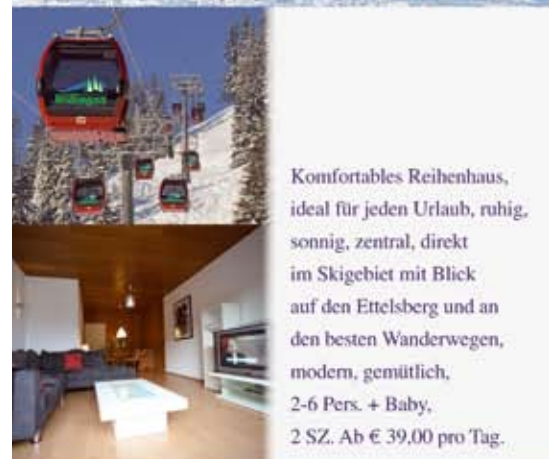 Willingen
Komfortables Reihenhaus,
ideal für jeden Urlaub, ruhig,
sonnig, zentral, direkt
im Skigebiet mit Blick
auf den Ettelsberg und an
den besten Wanderwegen,
modern, gemütlich,
2-6 Pers. + Baby,
2 SZ. Ab € 39,00 pro Tag.